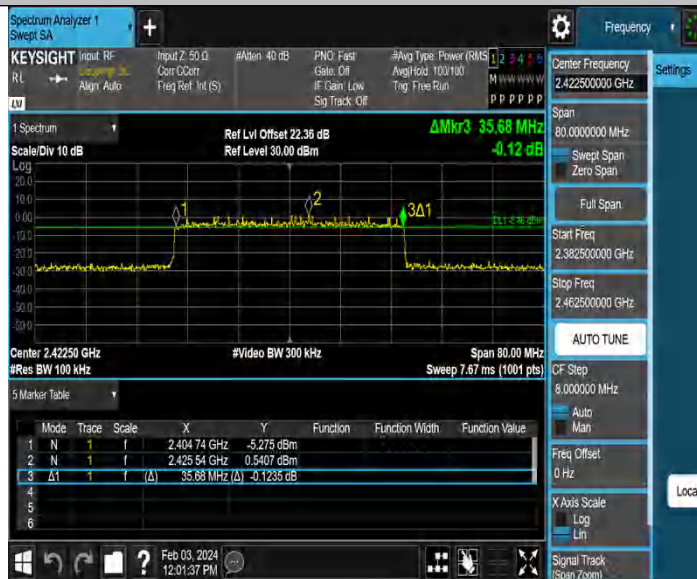 Spectrum Analyzer 1
Swept SA
Frequency
KEYSIGHT
RL
Input: RF
Align: Auto
Input Z: 50 Ω
Corr CCorr
Freq Ref: Int (S)
#Atten: 40 dB
PNO: Fast
Gate: Off
IF Gain: Low
Sig Track: Off
#Avg Type: Power (RMS
Avg|Hold: 100/100
Trig: Free Run
1 2 3 4 5 6
M W W W W W
P P P P P P
Settings
Center Frequency
2.422500000 GHz
Span
80.0000000 MHz
Swept Span
Zero Span
Full Span
Start Freq
2.382500000 GHz
Stop Freq
2.462500000 GHz
AUTO TUNE
CF Step
8.000000 MHz
Auto
Man
Freq Offset
0 Hz
X Axis Scale
Log
Lin
Signal Track
(Span Zoom)
Local
1 Spectrum
Scale/Div 10 dB
Ref Lvl Offset 22.36 dB
Ref Level 30.00 dBm
ΔMkr3 35.68 MHz
-0.12 dB
Log
20.0
10.0
0.00
-10.0
-20.0
-30.0
-40.0
-50.0
-60.0
1
2
3Δ1
Center 2.42250 GHz
#Res BW 100 kHz
#Video BW 300 kHz
Span 80.00 MHz
Sweep 7.67 ms (1001 pts)
5 Marker Table
Mode Trace Scale X Y Function Function Width Function Value
1 N 1 f 2.404 74 GHz -5.275 dBm
2 N 1 f 2.425 54 GHz 0.5407 dBm
3 Δ1 1 f (Δ) 35.68 MHz (Δ) -0.1235 dB
4
5
6
?
Feb 03, 2024
12:01:37 PM